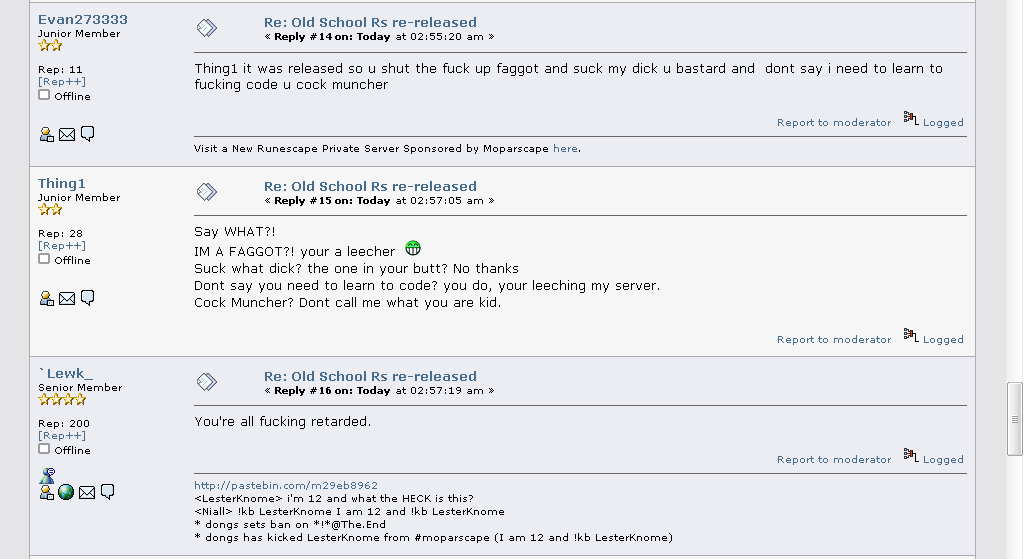 Evan273333
Junior Member
Rep: 11
[Rep++]
Offline
Re: Old School Rs re-released
« Reply #14 on: Today at 02:55:20 am »
Thing1 it was released so u shut the fuck up faggot and suck my dick u bastard and  dont say i need to learn to
fucking code u cock muncher
Report to moderator Logged
Visit a New Runescape Private Server Sponsored by Moparscape here.
Thing1
Junior Member
Rep: 28
[Rep++]
Offline
Re: Old School Rs re-released
« Reply #15 on: Today at 02:57:05 am »
Say WHAT?!
IM A FAGGOT?! your a leecher
Suck what dick? the one in your butt? No thanks
Dont say you need to learn to code? you do, your leeching my server.
Cock Muncher? Dont call me what you are kid.
Report to moderator Logged
`Lewk_
Senior Member
Rep: 200
[Rep++]
Offline
Re: Old School Rs re-released
« Reply #16 on: Today at 02:57:19 am »
You're all fucking retarded.
Report to moderator Logged
http://pastebin.com/m29eb8962
<LesterKnome> i'm 12 and what the HECK is this?
<Niall> !kb LesterKnome I am 12 and !kb LesterKnome
* dongs sets ban on *!*@The.End
* dongs has kicked LesterKnome from #moparscape (I am 12 and !kb LesterKnome)